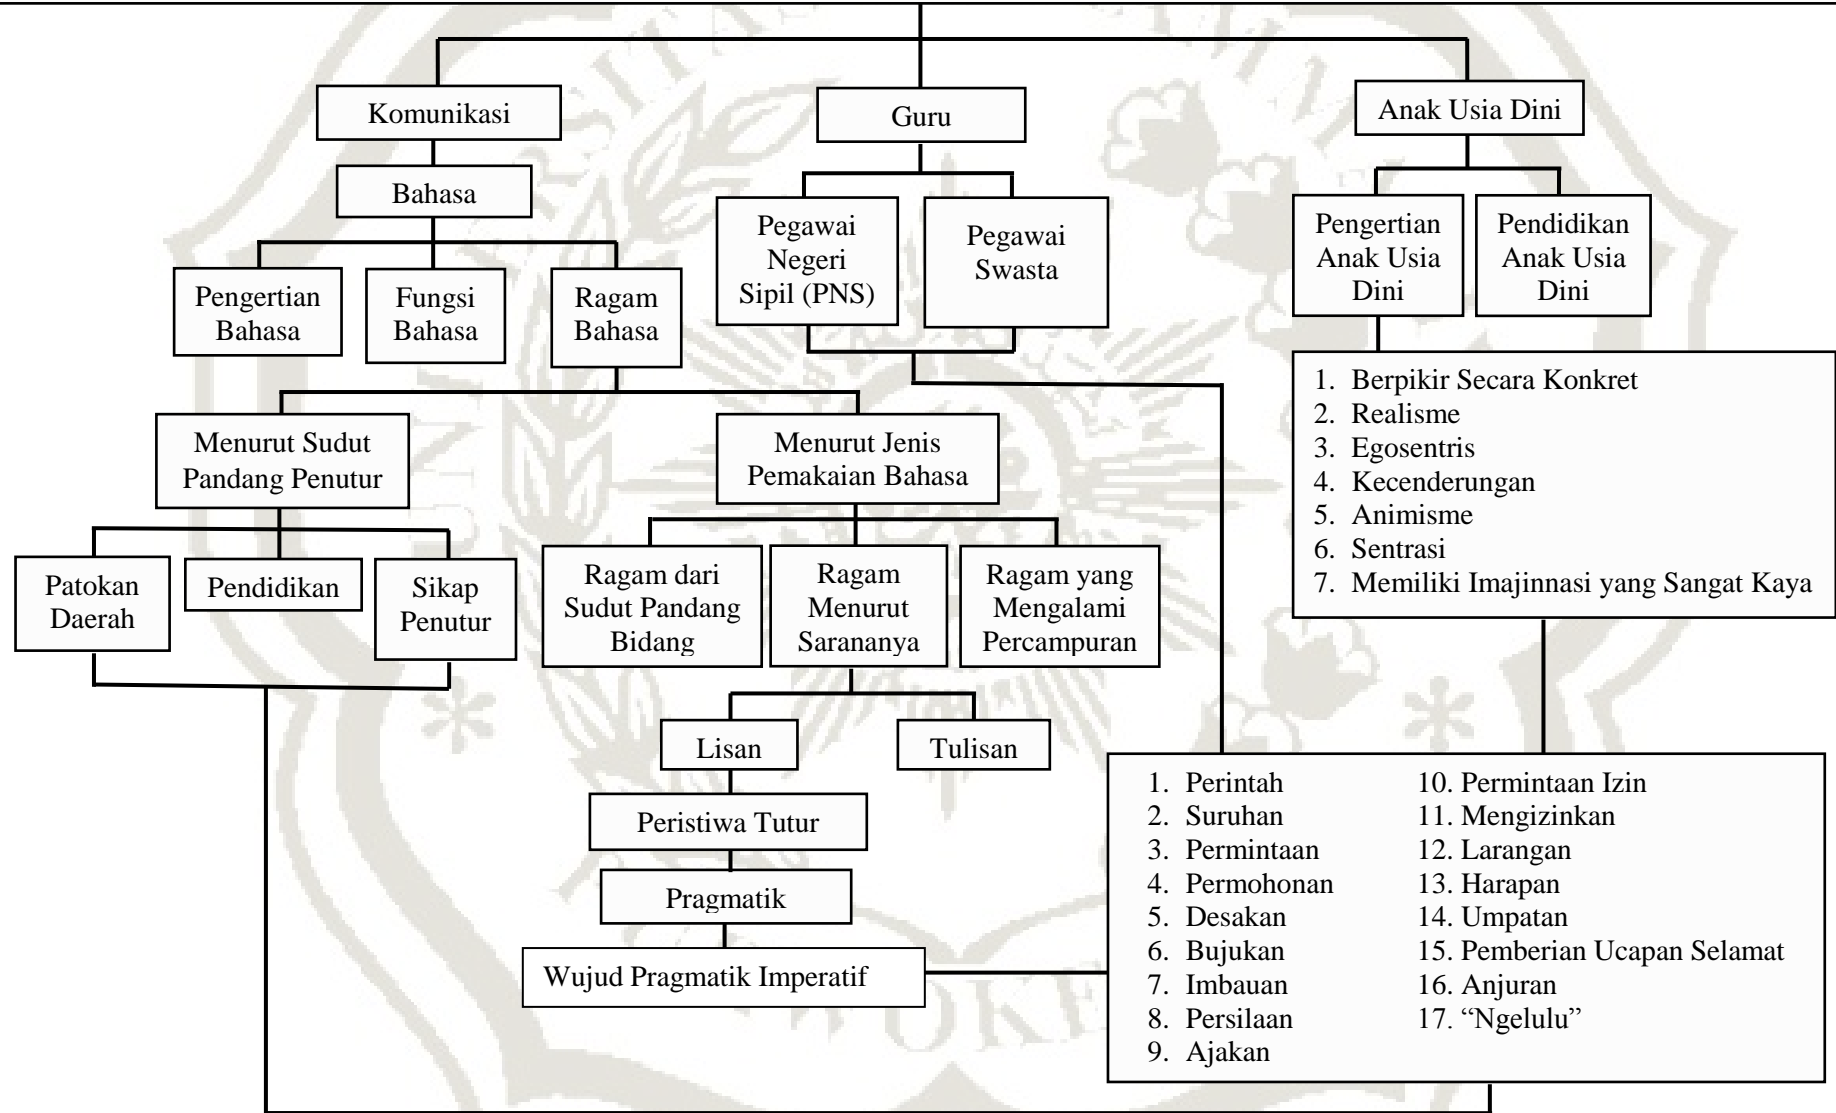 Komunikasi
Guru
Anak Usia Dini
Bahasa
Pegawai
Negeri
Sipil (PNS)
Pegawai
Swasta
Pengertian
Anak Usia
Dini
Pendidikan
Anak Usia
Dini
Pengertian
Bahasa
Fungsi
Bahasa
Ragam
Bahasa
1. Berpikir Secara Konkret
2. Realisme
3. Egosentris
4. Kecenderungan
5. Animisme
6. Sentrasi
7. Memiliki Imajinnasi yang Sangat Kaya
Menurut Sudut
Pandang Penutur
Menurut Jenis
Pemakaian Bahasa
Patokan
Daerah
Pendidikan
Sikap
Penutur
Ragam dari
Sudut Pandang
Bidang
Ragam
Menurut
Sarananya
Ragam yang
Mengalami
Percampuran
Lisan
Tulisan
Peristiwa Tutur
Pragmatik
Wujud Pragmatik Imperatif
1. Perintah
2. Suruhan
3. Permintaan
4. Permohonan
5. Desakan
6. Bujukan
7. Imbauan
8. Persilaan
9. Ajakan
10. Permintaan Izin
11. Mengizinkan
12. Larangan
13. Harapan
14. Umpatan
15. Pemberian Ucapan Selamat
16. Anjuran
17. “Ngelulu”